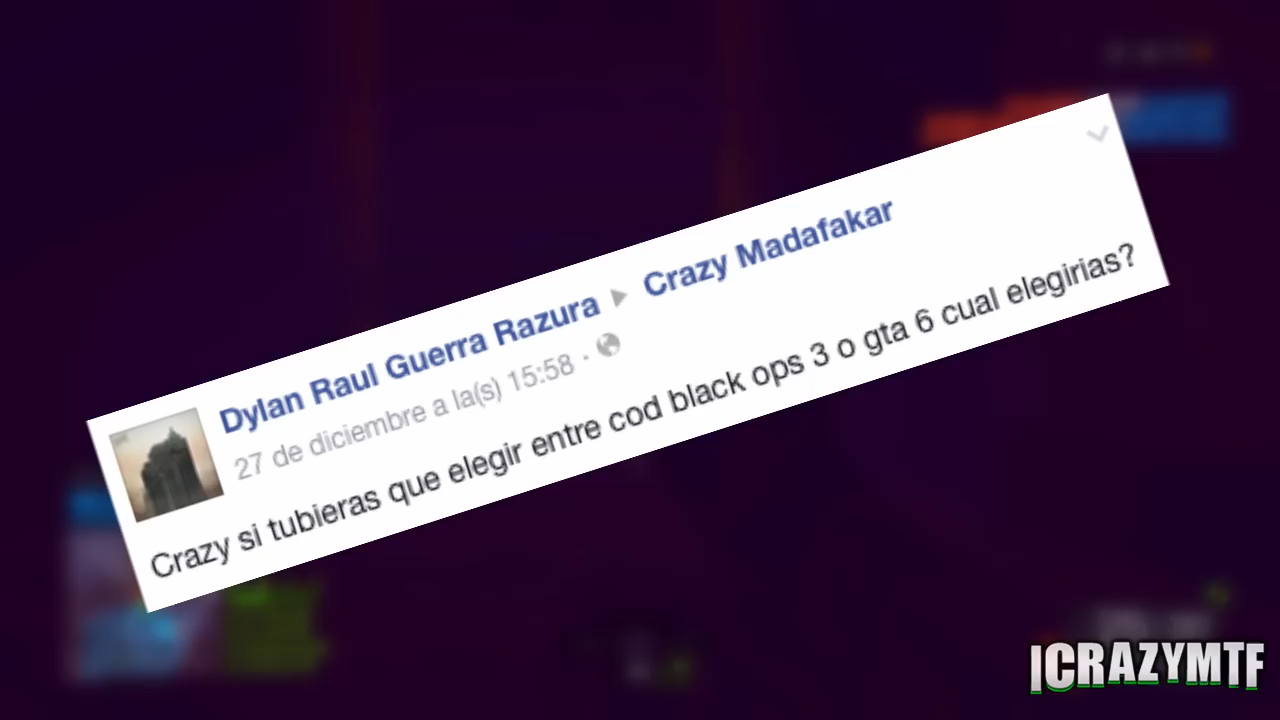 Dylan Raul Guerra Razura ▸ Crazy Madafakar
27 de diciembre a la(s) 15:58 ·
Crazy si tubieras que elegir entre cod black ops 3 o gta 6 cual elegirias?
ICRAZYMTF